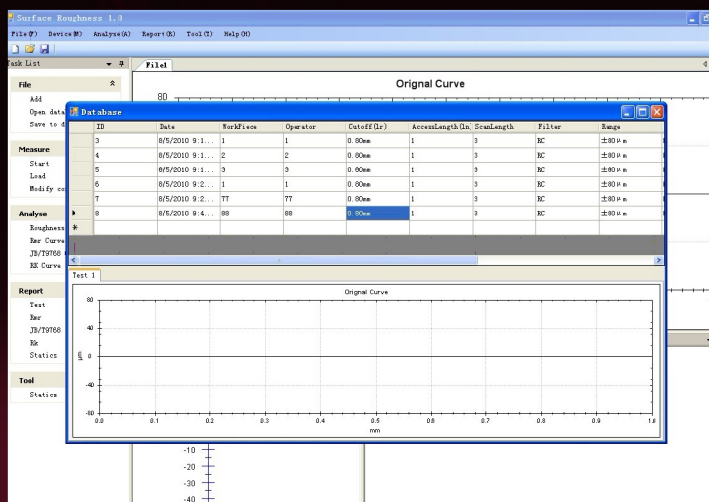 Surface Roughness 1.0
File(F) Device(M) Analyse(A) Report(R) Tool(T) Help(H)
Task List
File1
Orignal Curve
80
File
Add
Open data
Save to d
Measure
Start
Load
Modify co
Analyse
Roughness
Rmr Curve
JB/T9768
RK Curve
Report
Test
Rmr
JB/T9768
Rk
Statics
Tool
Statics
Database
ID Date WorkPiece Operator Cutoff(lr) AccessLength(ln) ScanLength Filter Range
3 8/5/2010 9:1... 1 1 0.80mm 1 3 RC ±80μm
4 8/5/2010 9:1... 2 2 0.80mm 1 3 RC ±80μm
5 8/5/2010 9:1... 3 3 0.80mm 1 3 RC ±80μm
6 8/5/2010 9:2... 1 1 0.80mm 1 3 RC ±80μm
7 8/5/2010 9:2... 77 77 0.80mm 1 3 RC ±80μm
8 8/5/2010 9:4... 88 88 0.80mm 1 3 RC ±80μm
Test 1
Orignal Curve
80
40
0
-40
-80
μm
0.0 0.1 0.2 0.3 0.4 0.5 0.6 0.7 0.8 0.9 1.0
mm
-10
-20
-30
-40